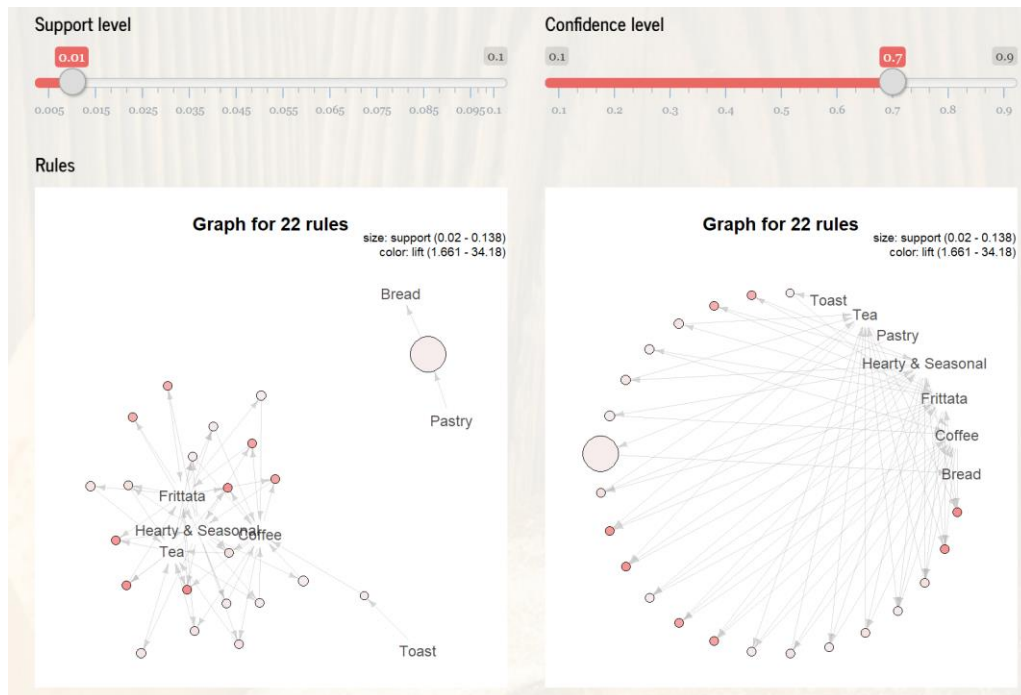 Support level
0.01
0.1
0.005 0.015 0.025 0.035 0.045 0.055 0.065 0.075 0.085 0.095 0.1
Confidence level
0.1
0.7
0.9
0.1 0.2 0.3 0.4 0.5 0.6 0.7 0.8 0.9
Rules
Graph for 22 rules
size: support (0.02 - 0.138)
color: lift (1.661 - 34.18)
Bread
Pastry
Frittata
Hearty & Seasonal
Coffee
Tea
Toast
Graph for 22 rules
size: support (0.02 - 0.138)
color: lift (1.661 - 34.18)
Toast
Tea
Pastry
Hearty & Seasonal
Frittata
Coffee
Bread